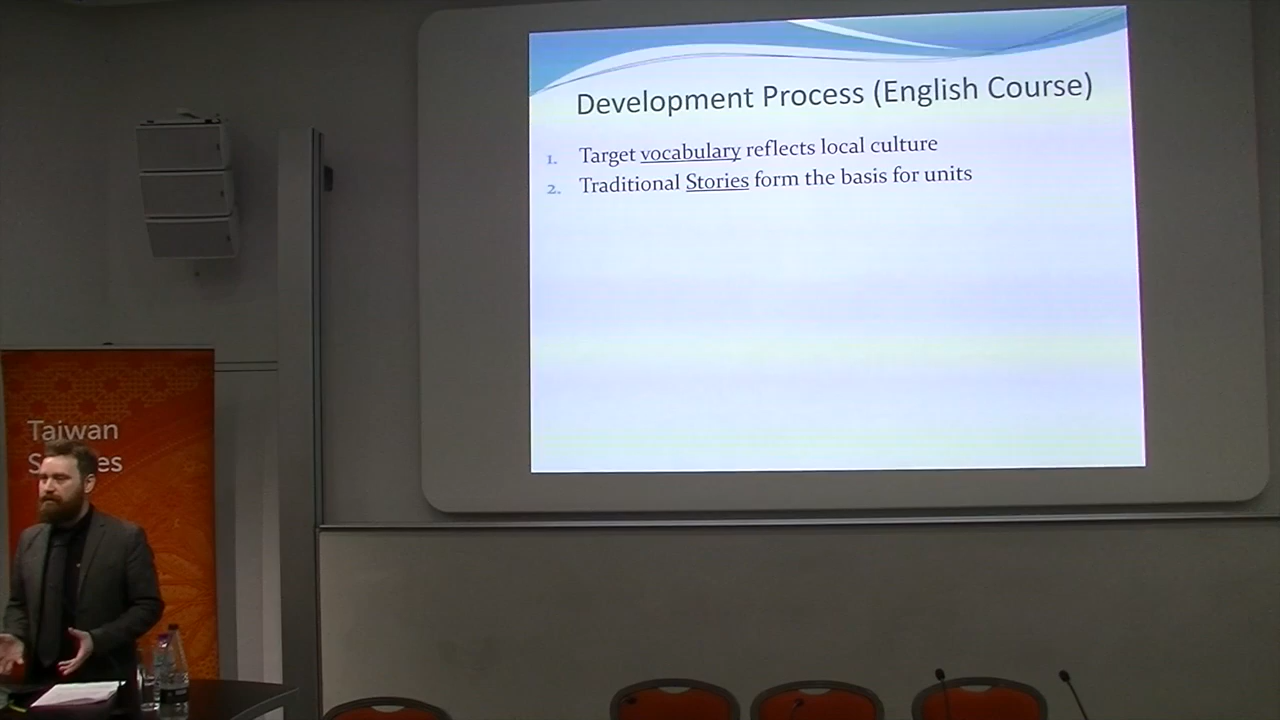 Development Process (English Course)
1. Target vocabulary reflects local culture
2. Traditional Stories form the basis for units
Taiwan